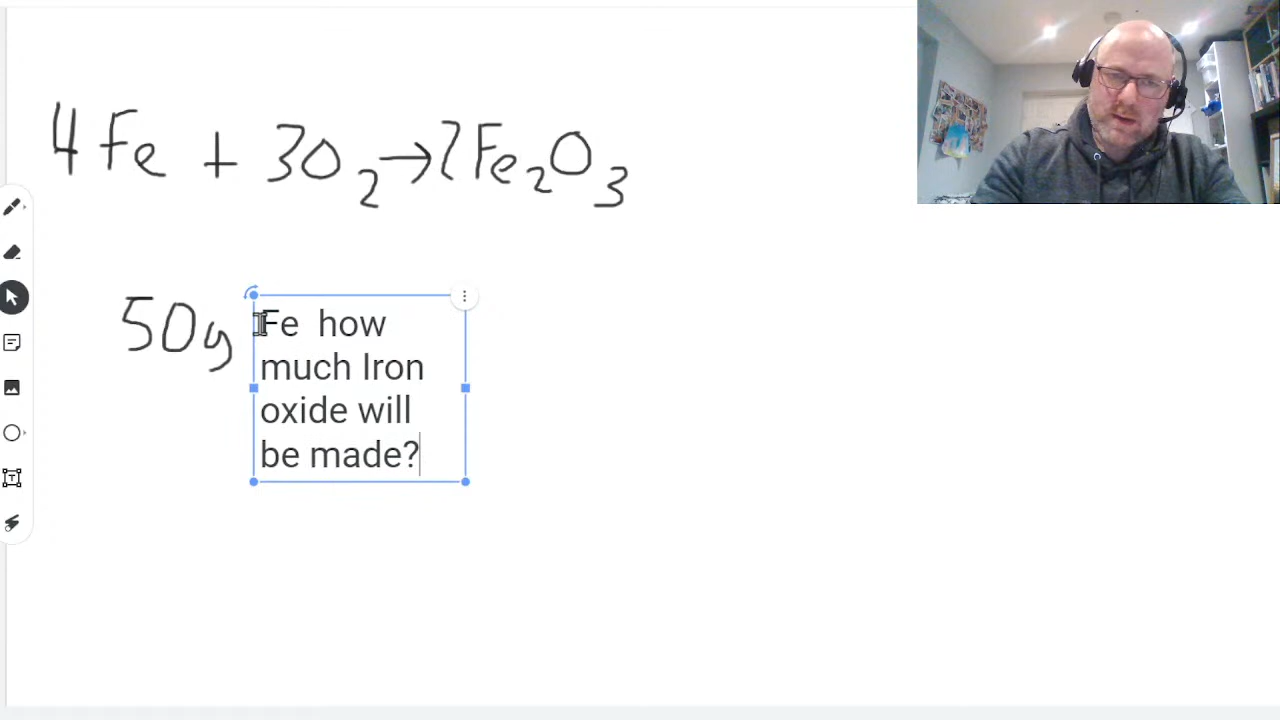 4Fe + 3O₂ → 2Fe₂O₃
50g Fe how
much Iron
oxide will
be made?